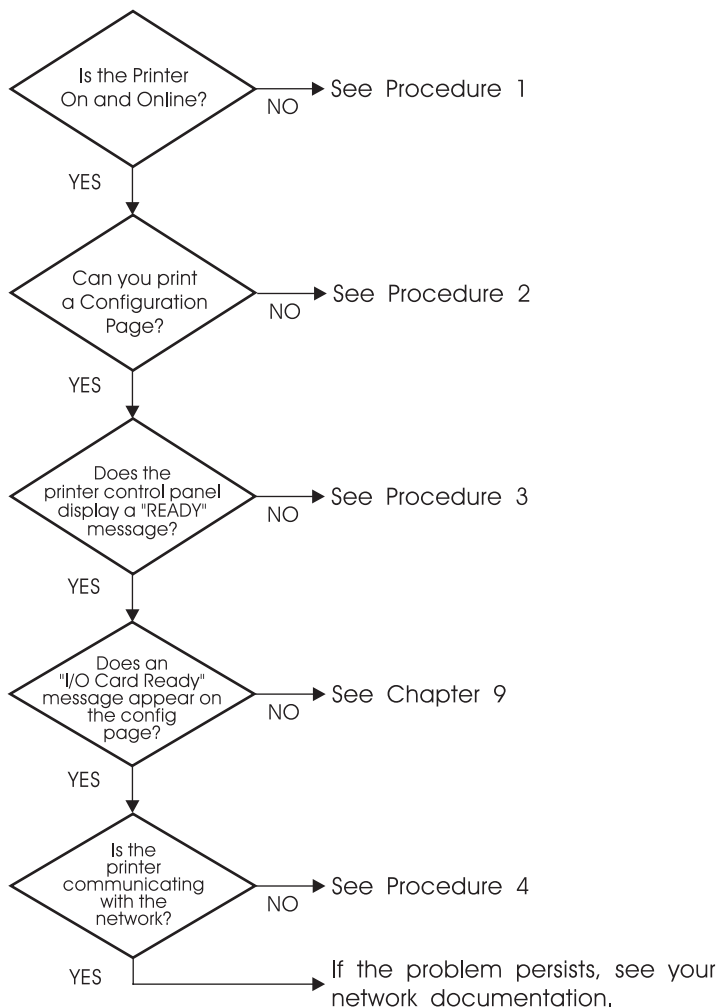 Is the Printer
On and Online?
NO
See Procedure 1
YES
Can you print
a Configuration
Page?
NO
See Procedure 2
YES
Does the
printer control panel
display a "READY"
message?
NO
See Procedure 3
YES
Does an
"I/O Card Ready"
message appear on
the config
page?
NO
See Chapter 9
YES
Is the
printer
communicating
with the
network?
NO
See Procedure 4
YES
If the problem persists, see your
network documentation.